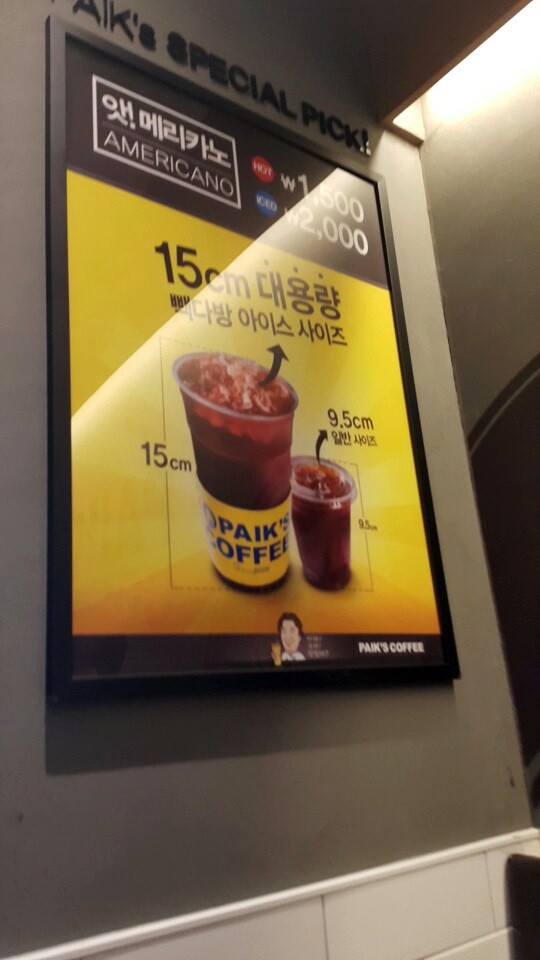 PAIK's SPECIAL PICK!
앗!메리카노
AMERICANO
HOT ₩1,500
ICED ₩2,000
15cm 대용량
빽다방 아이스 사이즈
9.5cm
일반 사이즈
15cm
9.5cm
PAIK'S
COFFEE
PAIK'S COFFEE